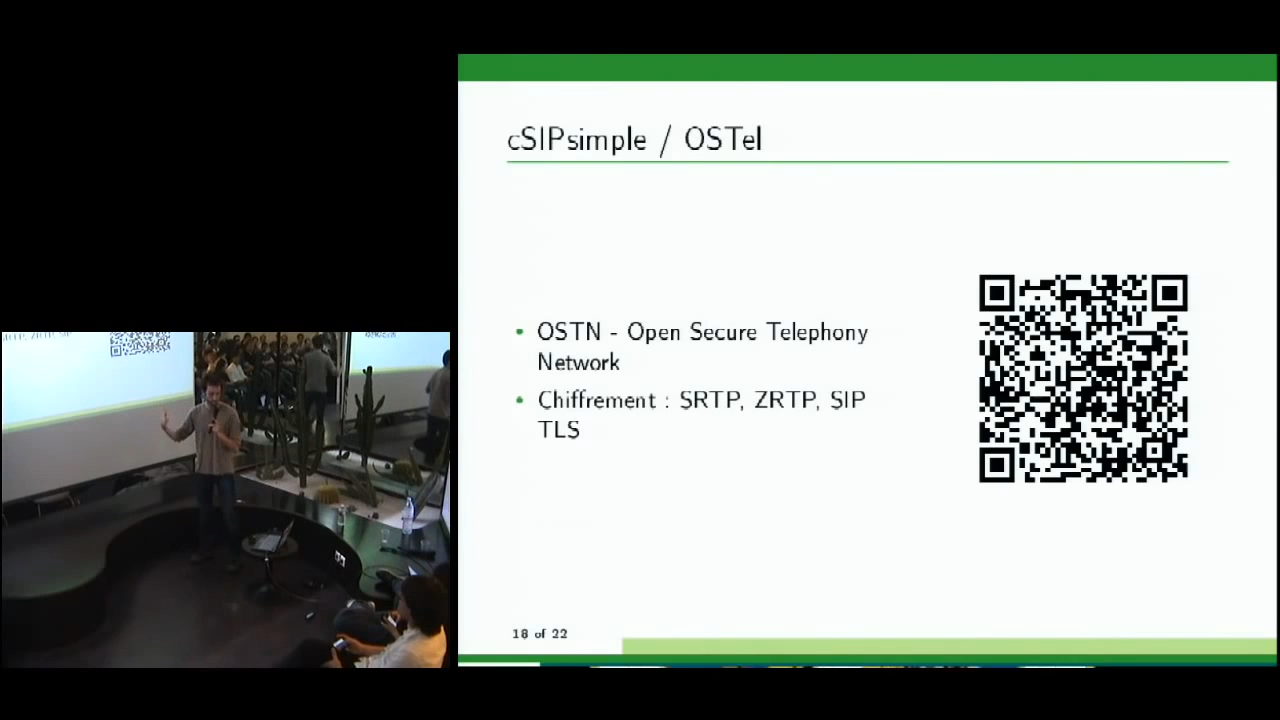 cSIPsimple / OSTel
• OSTN - Open Secure Telephony
Network
• Chiffrement : SRTP, ZRTP, SIP
TLS
18 of 22